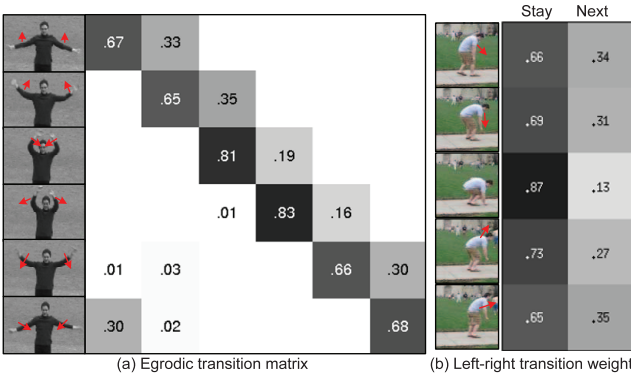 Stay Next
.67 .33
.66 .34
.65 .35
.69 .31
.81 .19
.87 .13
.01 .83 .16
.73 .27
.01 .03 .66 .30
.65 .35
.30 .02 .68
(a) Egrodic transition matrix
(b) Left-right transition weight